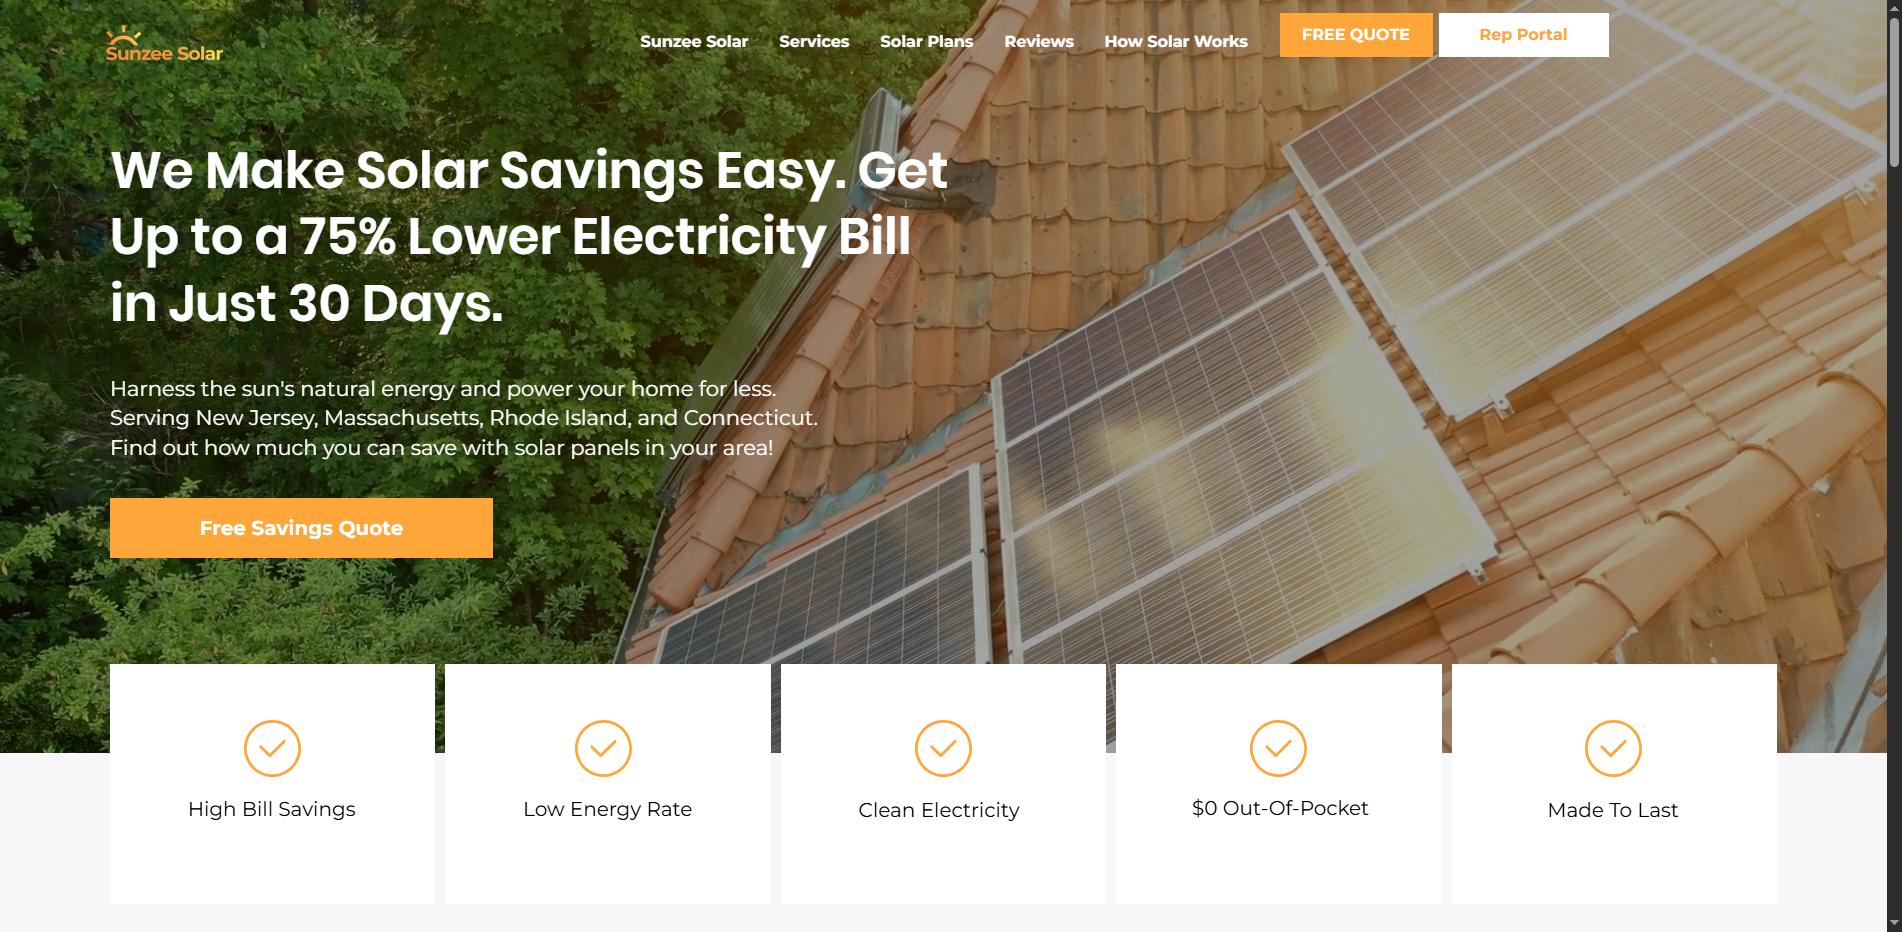 Sunzee Solar
Sunzee Solar
Services
Solar Plans
Reviews
How Solar Works
FREE QUOTE
Rep Portal
We Make Solar Savings Easy. Get
Up to a 75% Lower Electricity Bill
in Just 30 Days.
Harness the sun's natural energy and power your home for less.
Serving New Jersey, Massachusetts, Rhode Island, and Connecticut.
Find out how much you can save with solar panels in your area!
Free Savings Quote
High Bill Savings
Low Energy Rate
Clean Electricity
$0 Out-Of-Pocket
Made To Last